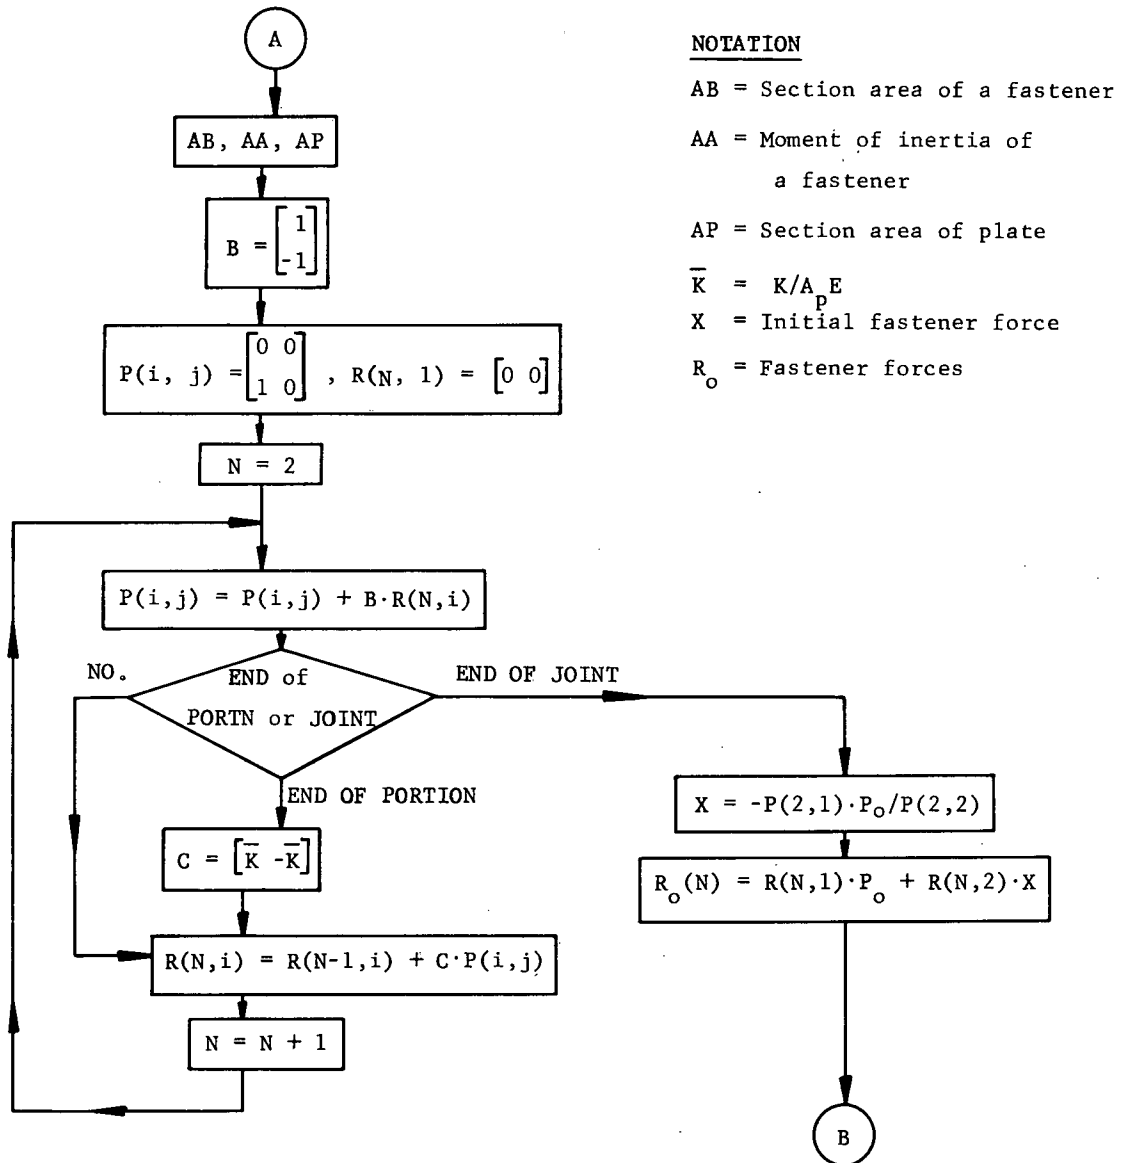 A
AB, AA, AP
B = [1 -1]
P(i, j) = [0 0 1 0] , R(N, 1) = [0 0]
N = 2
P(i,j) = P(i,j) + B·R(N,i)
NO.
END of
PORTN or JOINT
END OF JOINT
END OF PORTION
C = [K̅ -K̅]
R(N,i) = R(N-1,i) + C·P(i,j)
N = N + 1
X = -P(2,1)·Po/P(2,2)
Ro(N) = R(N,1)·Po + R(N,2)·X
B
NOTATION
AB = Section area of a fastener
AA = Moment of inertia of
a fastener
AP = Section area of plate
K̅ = K/ApE
X = Initial fastener force
Ro = Fastener forces